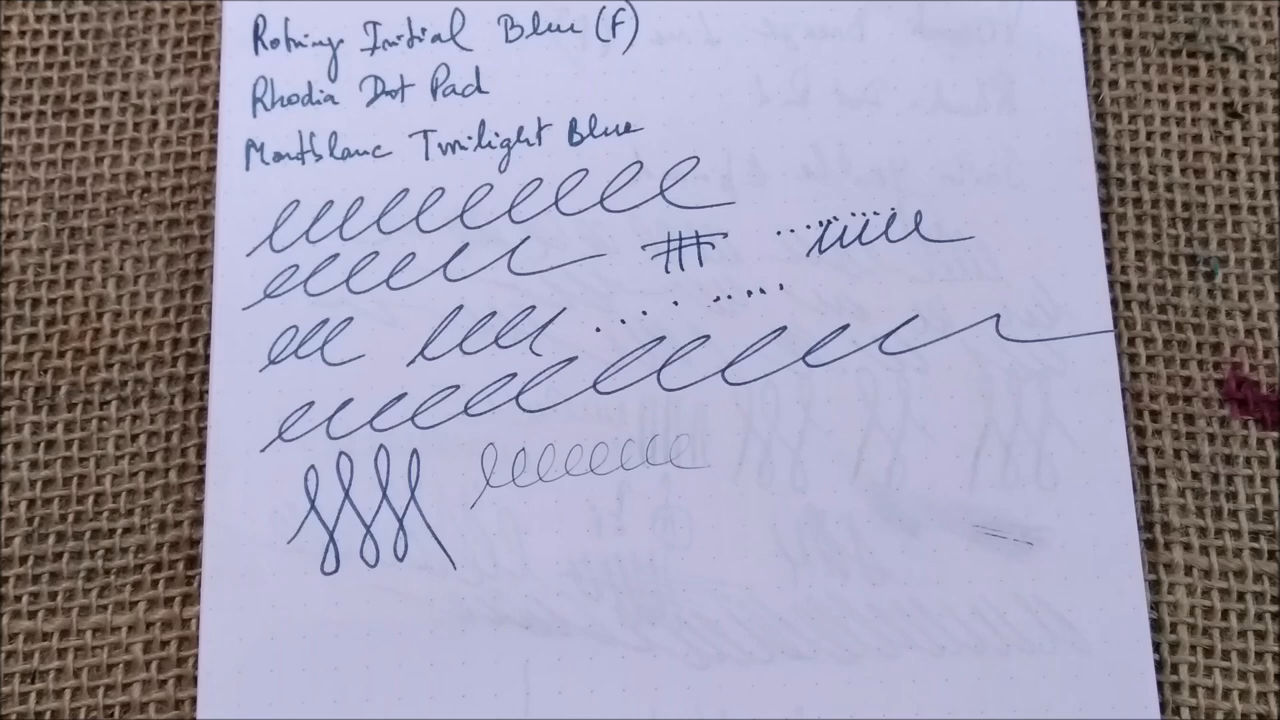 Rotring Initial Blue (F)
Rhodia Dot Pad
Montblanc Twilight Blue